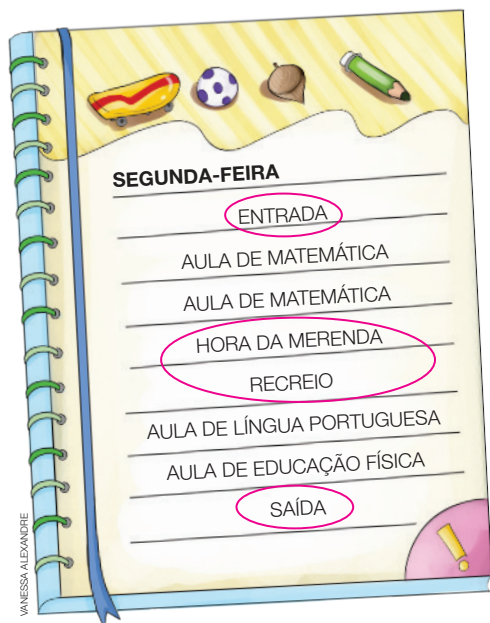 SEGUNDA-FEIRA
ENTRADA
AULA DE MATEMÁTICA
AULA DE MATEMÁTICA
HORA DA MERENDA
RECREIO
AULA DE LÍNGUA PORTUGUESA
AULA DE EDUCAÇÃO FÍSICA
SAÍDA
!
VANESSA ALEXANDRE